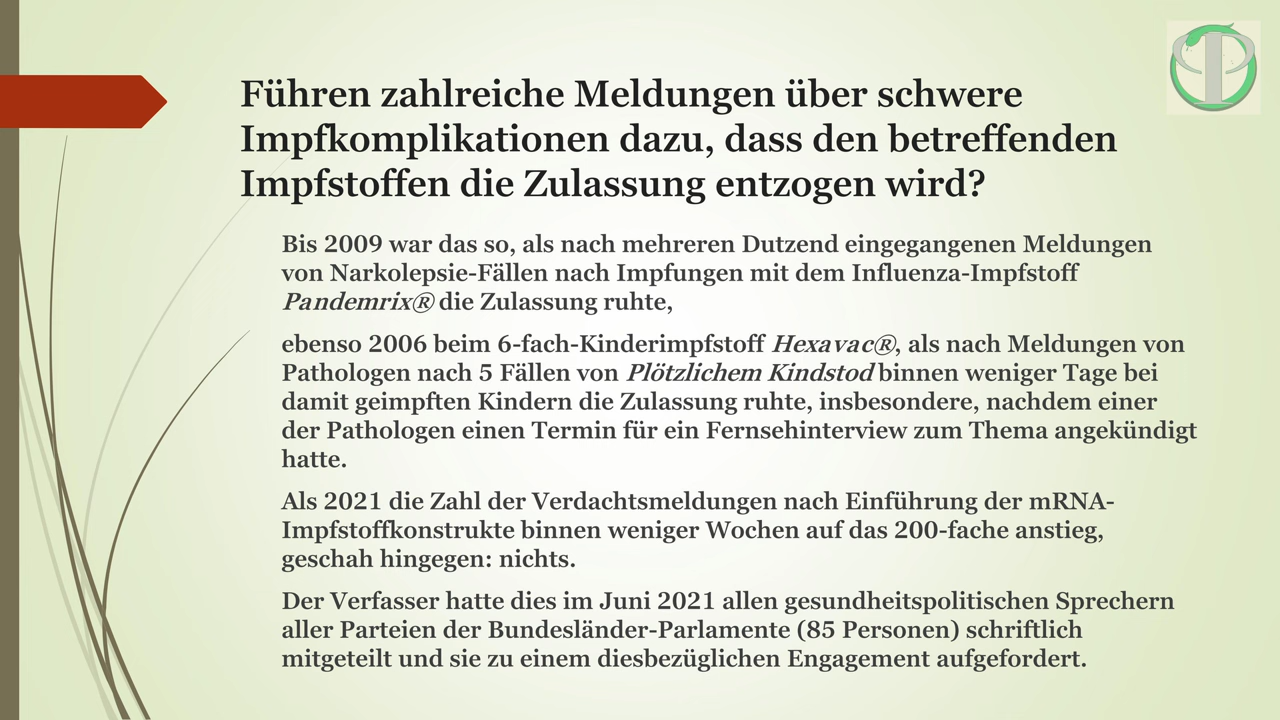 Führen zahlreiche Meldungen über schwere
Impfkomplikationen dazu, dass den betreffenden
Impfstoffen die Zulassung entzogen wird?
Bis 2009 war das so, als nach mehreren Dutzend eingegangenen Meldungen
von Narkolepsie-Fällen nach Impfungen mit dem Influenza-Impfstoff
Pandemrix® die Zulassung ruhte,
ebenso 2006 beim 6-fach-Kinderimpfstoff Hexavac®, als nach Meldungen von
Pathologen nach 5 Fällen von Plötzlichem Kindstod binnen weniger Tage bei
damit geimpften Kindern die Zulassung ruhte, insbesondere, nachdem einer
der Pathologen einen Termin für ein Fernsehinterview zum Thema angekündigt
hatte.
Als 2021 die Zahl der Verdachtsmeldungen nach Einführung der mRNA-
Impfstoffkonstrukte binnen weniger Wochen auf das 200-fache anstieg,
geschah hingegen: nichts.
Der Verfasser hatte dies im Juni 2021 allen gesundheitspolitischen Sprechern
aller Parteien der Bundesländer-Parlamente (85 Personen) schriftlich
mitgeteilt und sie zu einem diesbezüglichen Engagement aufgefordert.